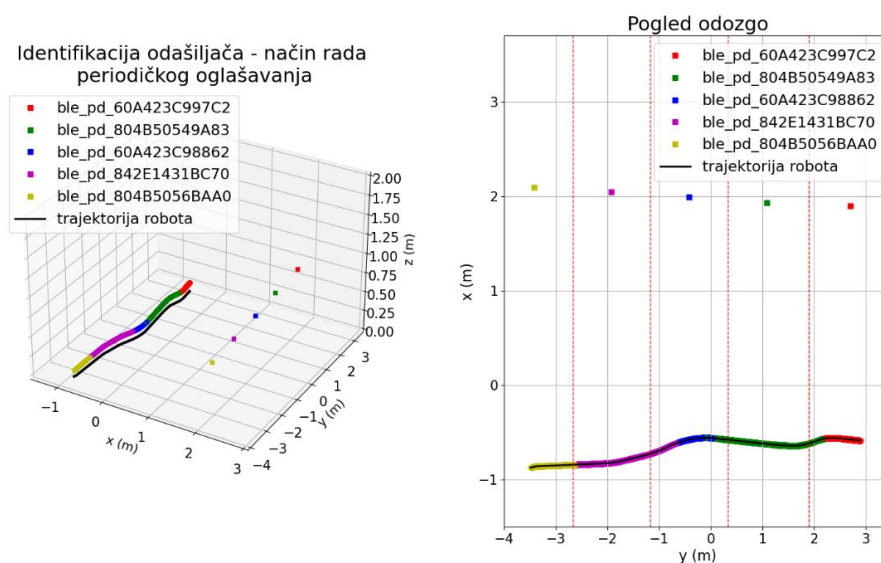 Identifikacija odašiljača - način rada
periodičkog oglašavanja
ble_pd_60A423C997C2
ble_pd_804B50549A83
ble_pd_60A423C98862
ble_pd_842E1431BC70
ble_pd_804B5056BAA0
trajektorija robota
2.00
1.75
1.50
1.25
1.00
0.75
0.50
0.25
0.00
z (m)
−1
0
1
2
3
x (m)
−4
−3
−2
−1
0
1
2
3
y (m)
Pogled odozgo
ble_pd_60A423C997C2
ble_pd_804B50549A83
ble_pd_60A423C98862
ble_pd_842E1431BC70
ble_pd_804B5056BAA0
trajektorija robota
3
2
1
0
−1
x (m)
−4 −3 −2 −1 0 1 2 3
y (m)